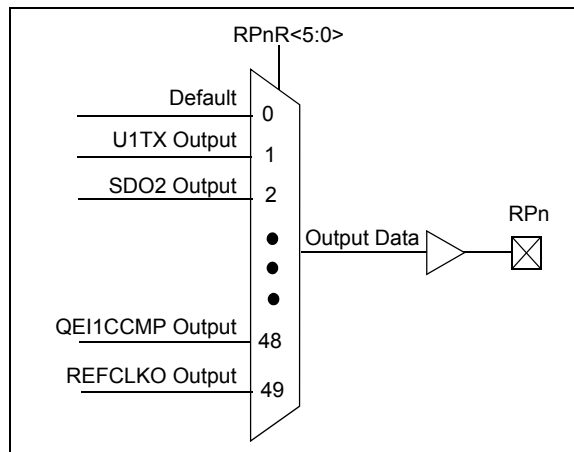 RPnR<5:0>
Default
0
U1TX Output
1
SDO2 Output
2
RPn
Output Data
QEI1CCMP Output
48
REFCLKO Output
49